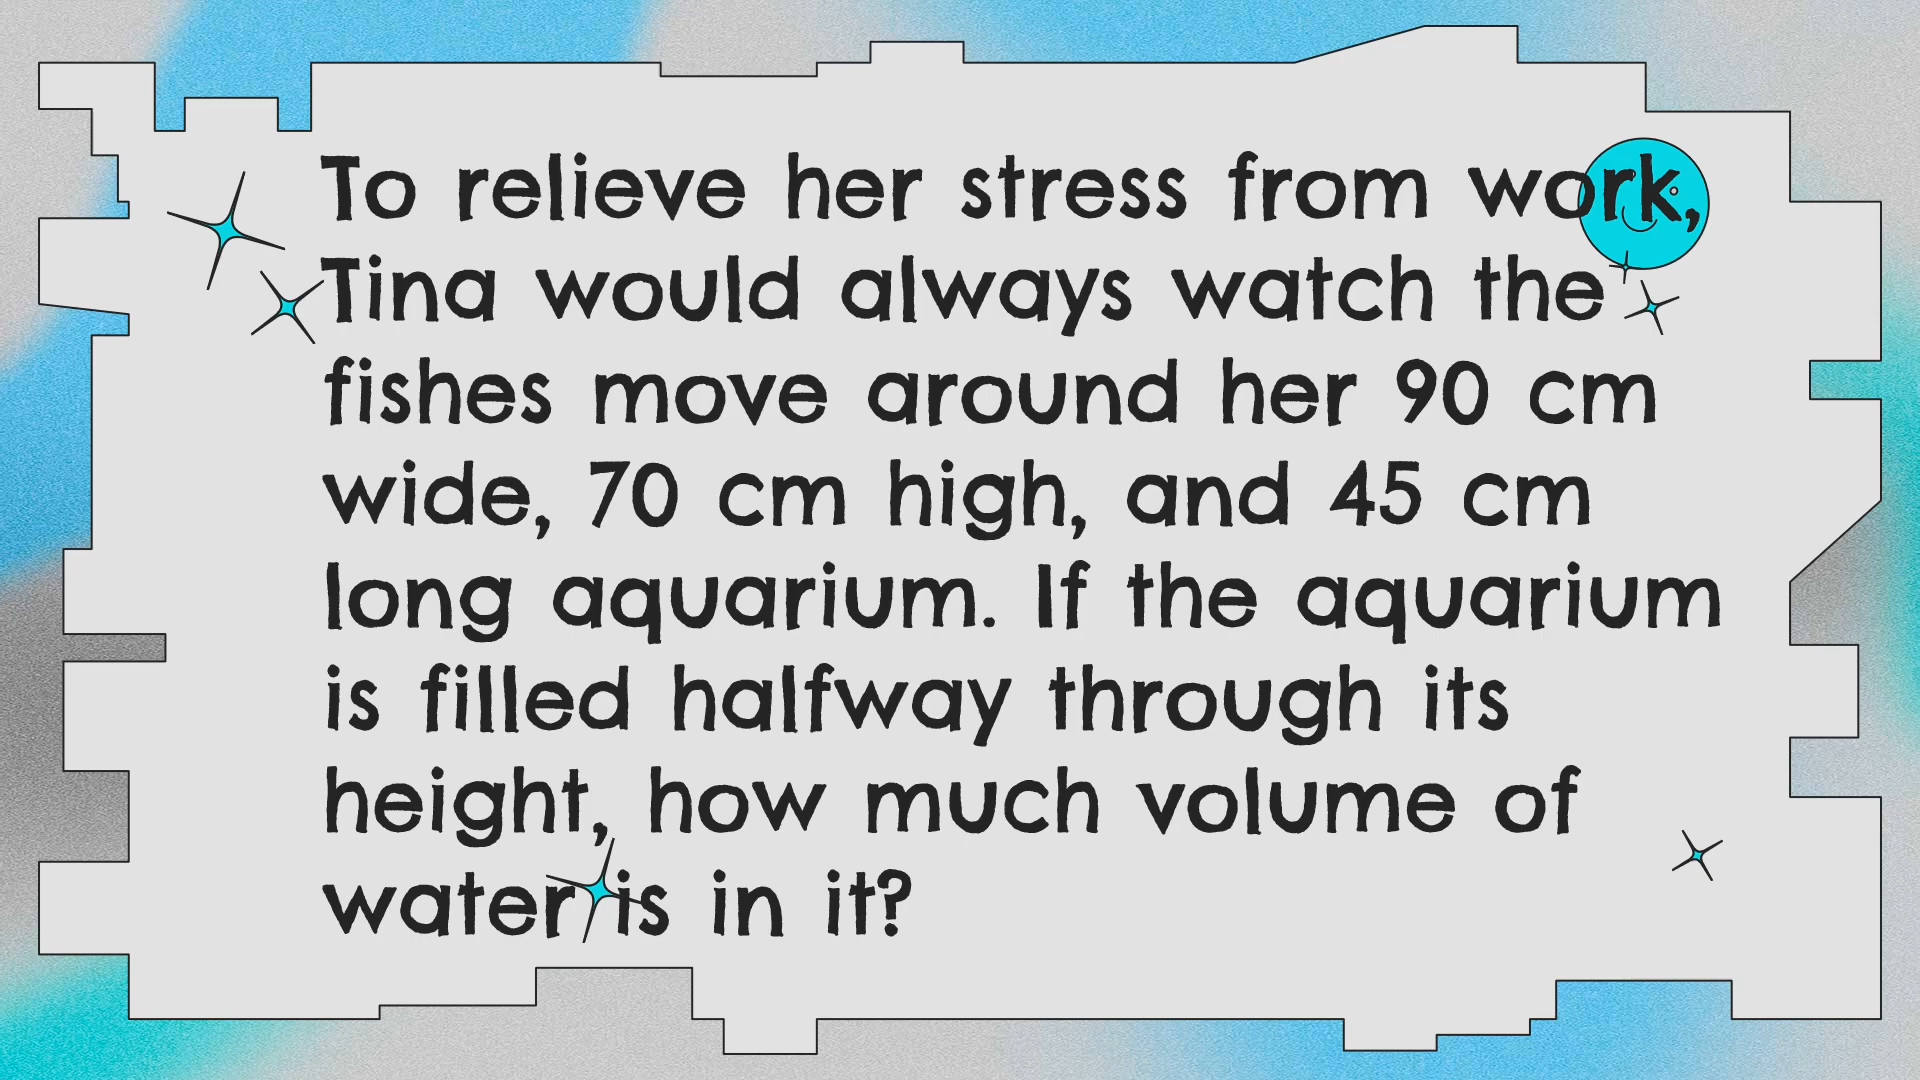 To relieve her stress from work,
Tina would always watch the
fishes move around her 90 cm
wide, 70 cm high, and 45 cm
long aquarium. If the aquarium
is filled halfway through its
height, how much volume of
water is in it?